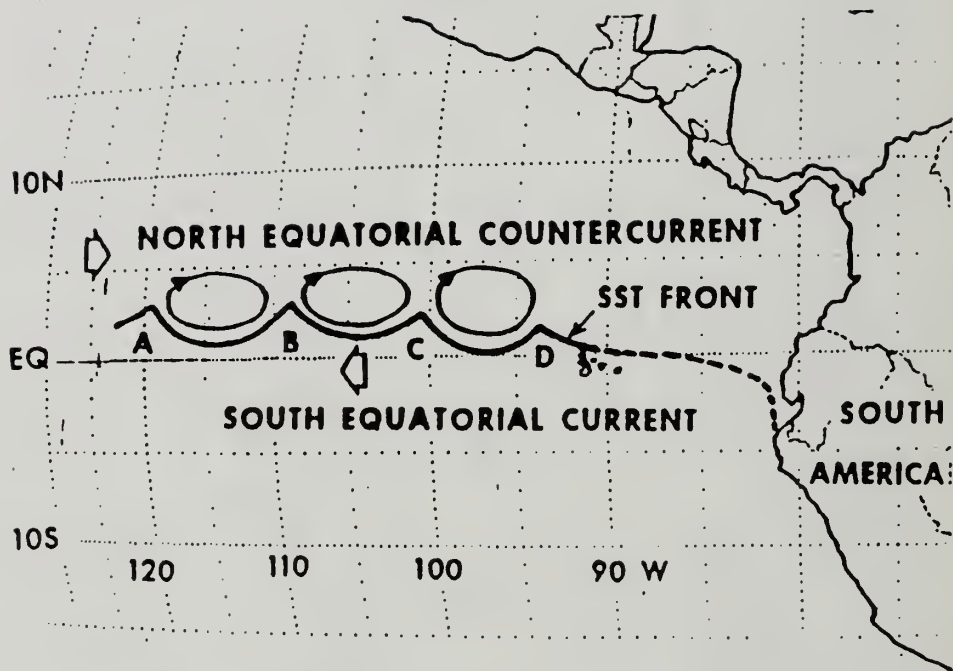 10N
NORTH EQUATORIAL COUNTERCURRENT
SST FRONT
A B C D
EQ
SOUTH EQUATORIAL CURRENT
SOUTH
AMERICA
10S
120 110 100 90 W